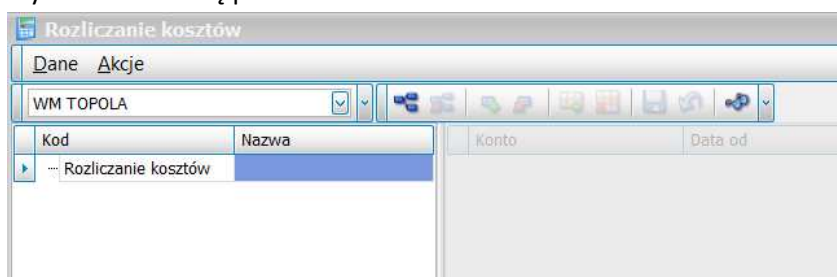 Rozliczanie kosztów
Dane Akcje
WM TOPOLA
Kod Nazwa Konto Data od
Rozliczanie kosztów